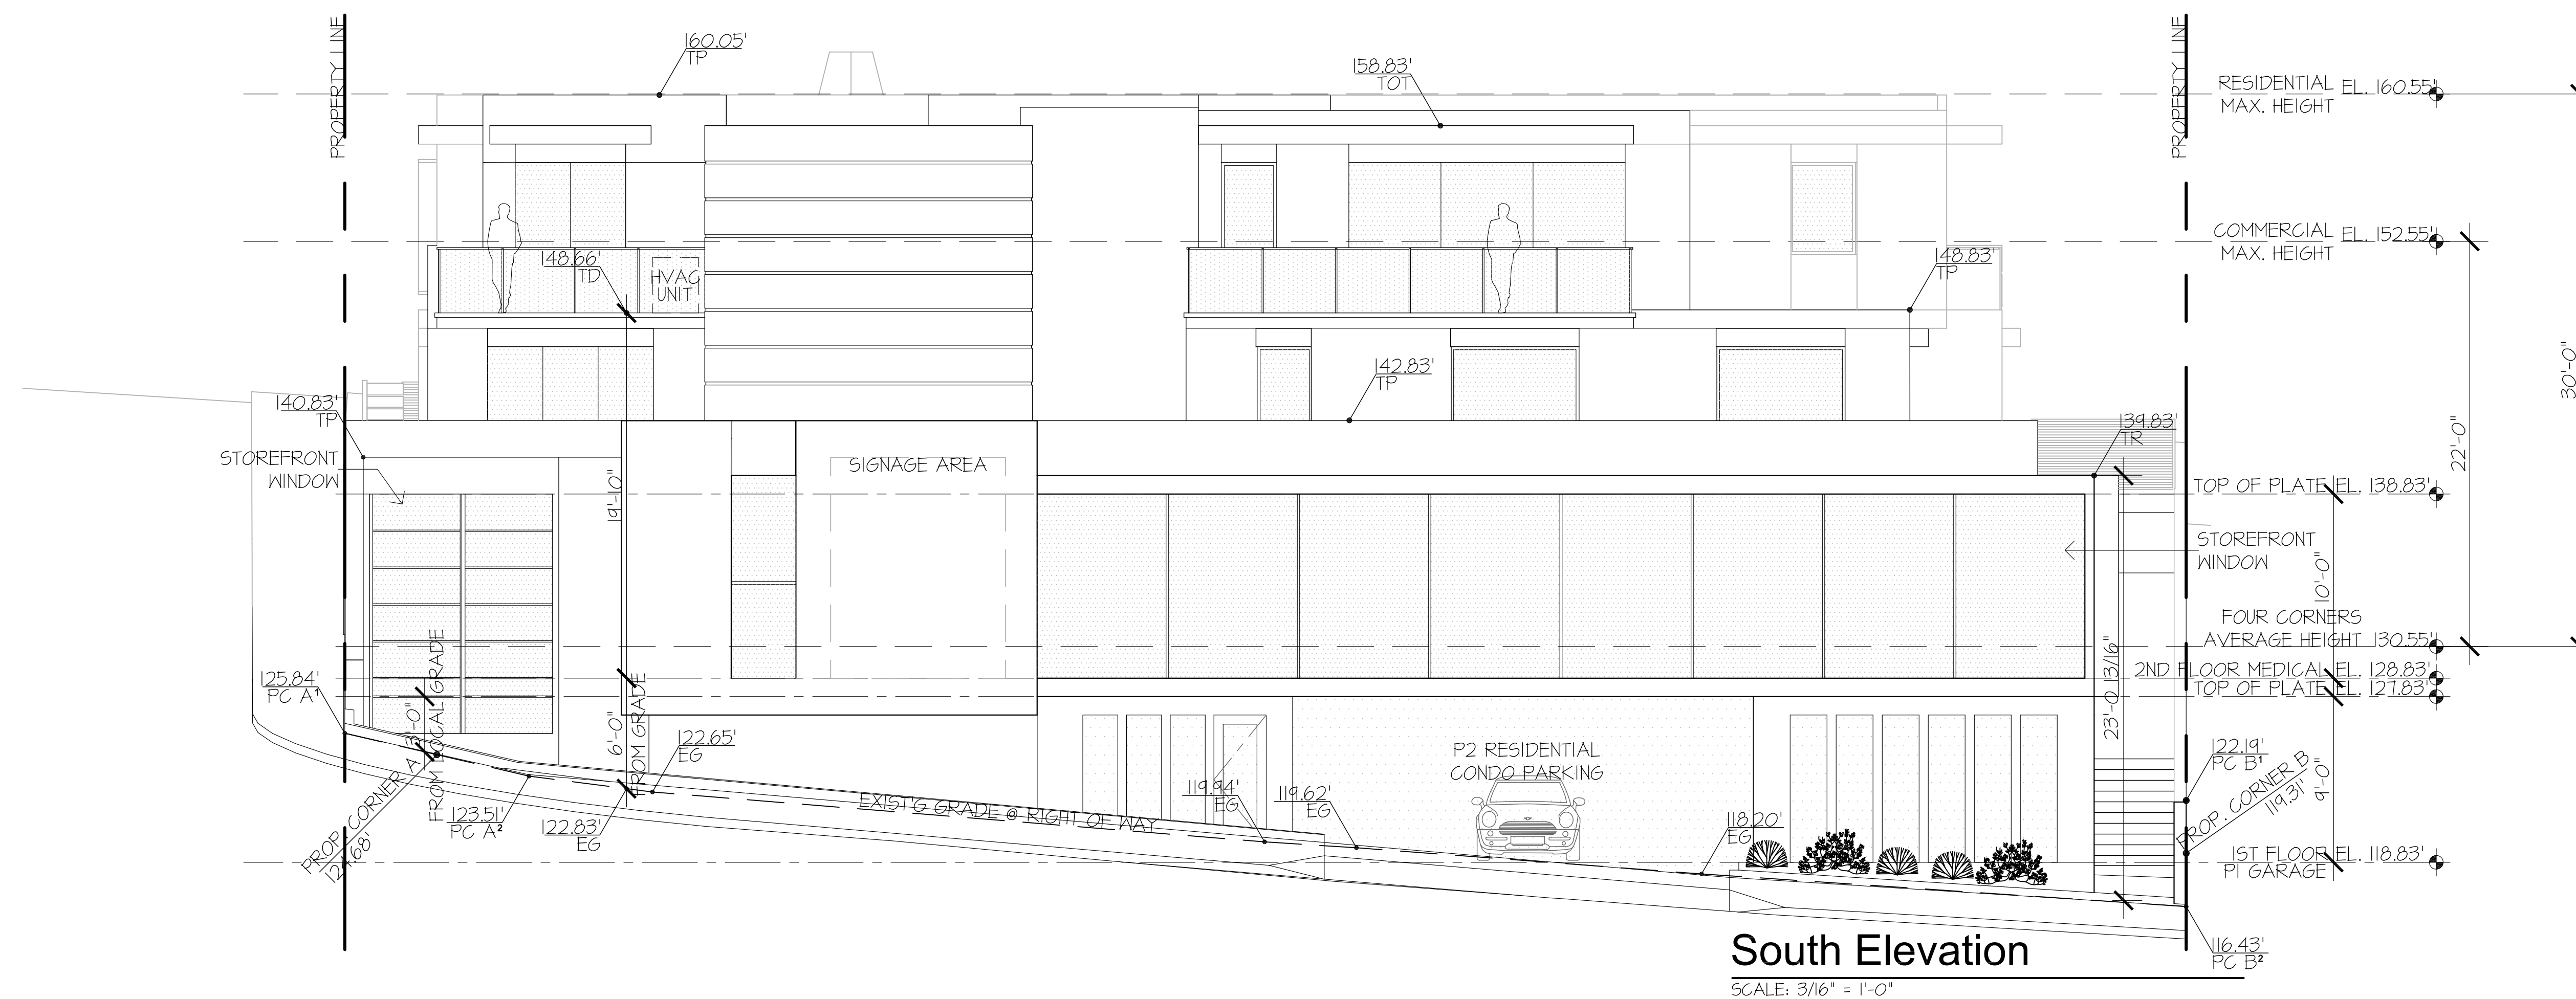 PROPERTY LINE
PROPERTY LINE
160.05'
TP
158.83'
TOT
RESIDENTIAL EL. 160.55'
MAX. HEIGHT
COMMERCIAL EL. 152.55'
MAX. HEIGHT
148.66'
TD
HVAC
UNIT
148.83'
TP
30'-0"
142.83'
TP
140.83'
TP
139.83'
TR
22'-0"
STOREFRONT
WINDOW
SIGNAGE AREA
19'-10"
TOP OF PLATE EL. 138.83'
STOREFRONT
WINDOW
10'-0"
FOUR CORNERS
AVERAGE HEIGHT 130.55'
2ND FLOOR MEDICAL EL. 128.83'
TOP OF PLATE EL. 127.83'
23'-0 13/16"
125.84'
PC A¹
3'-0"
FROM LOCAL GRADE
6'-0"
FROM GRADE
122.65'
EG
P2 RESIDENTIAL
CONDO PARKING
122.19'
PC B¹
PROP. CORNER B
119.31'
9'-0"
PROP. CORNER A
124.68'
123.51'
PC A²
122.83'
EG
EXIST'G GRADE @ RIGHT OF WAY
119.94'
EG
119.62'
EG
118.20'
EG
1ST FLOOR EL. 118.83'
P1 GARAGE
116.43'
PC B²
South Elevation
SCALE: 3/16" = 1'-0"